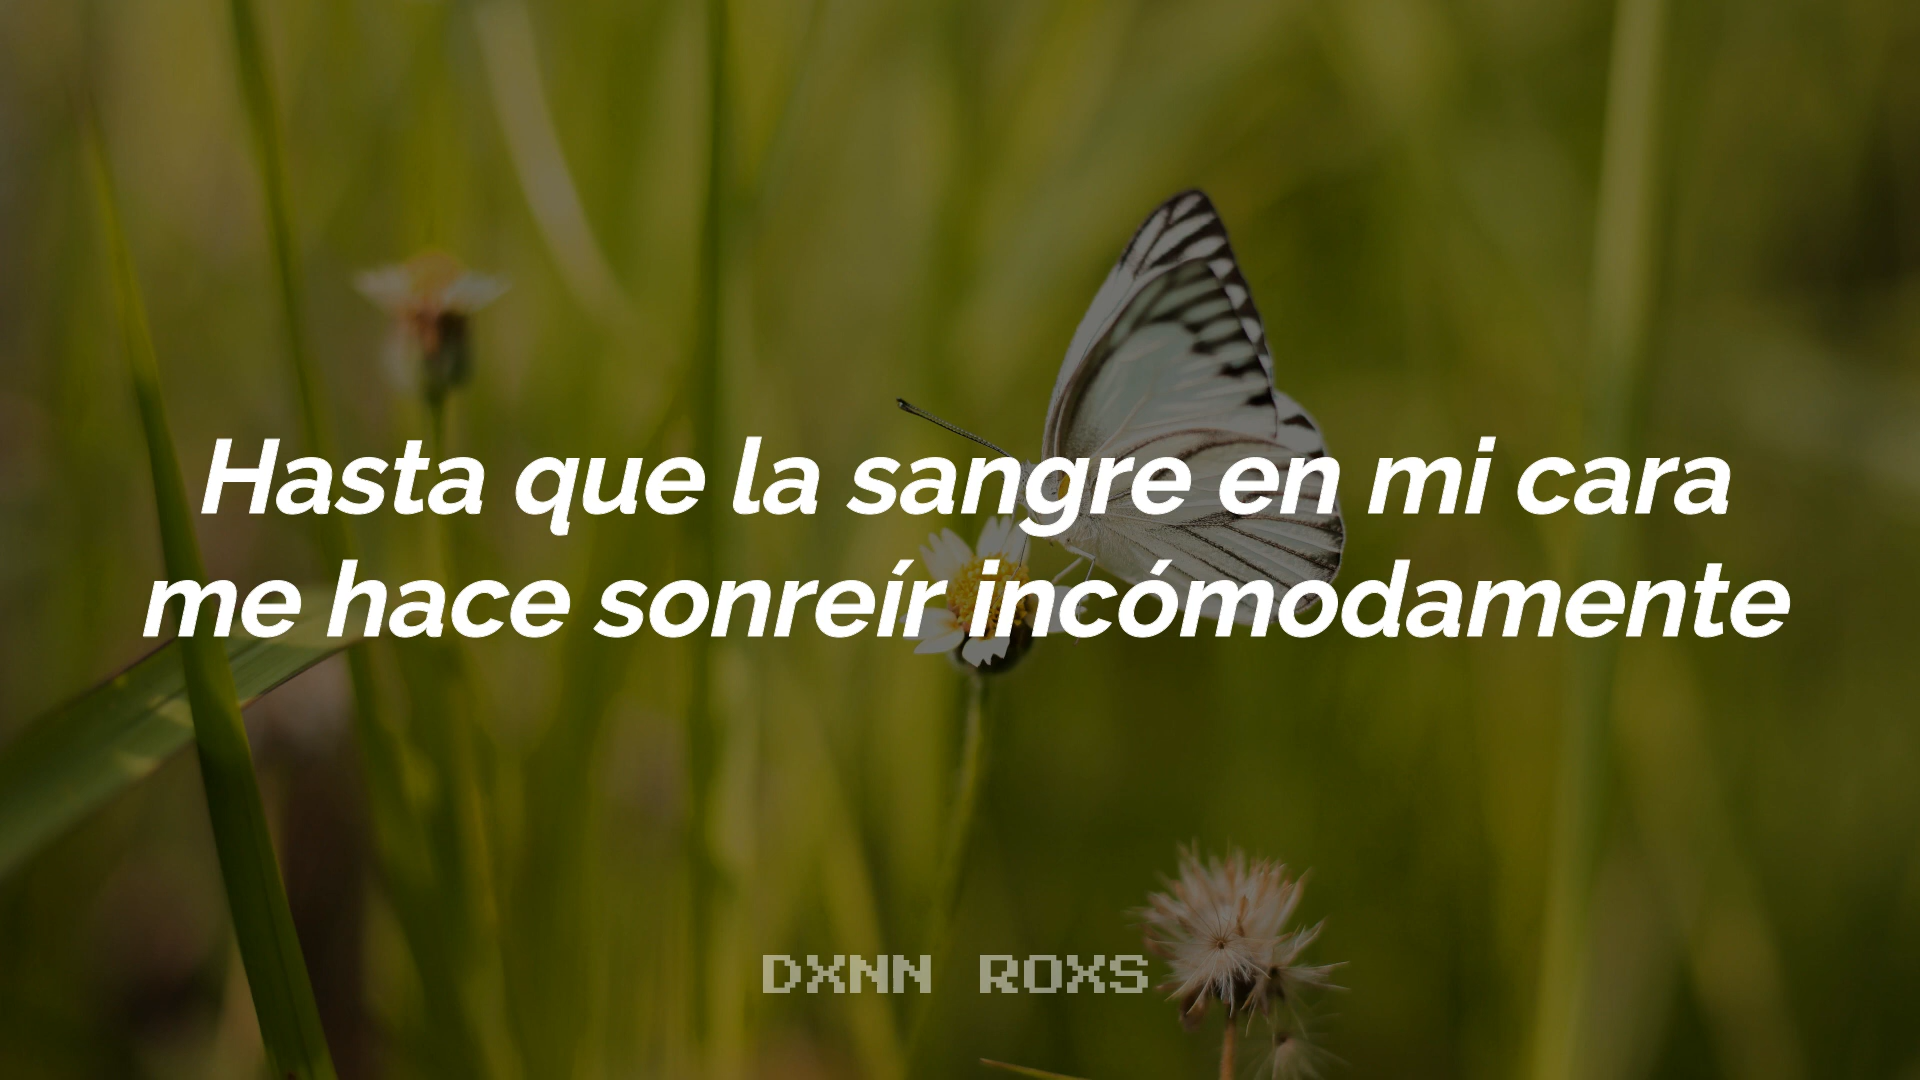 Hasta que la sangre en mi cara
me hace sonreír incómodamente
DXNN ROXS